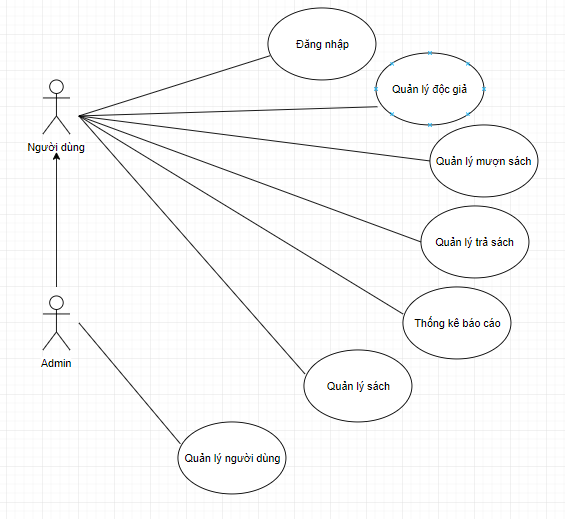 Đăng nhập
Quản lý độc giả
Người dùng
Quản lý mượn sách
Quản lý trả sách
Thống kê báo cáo
Admin
Quản lý sách
Quản lý người dùng